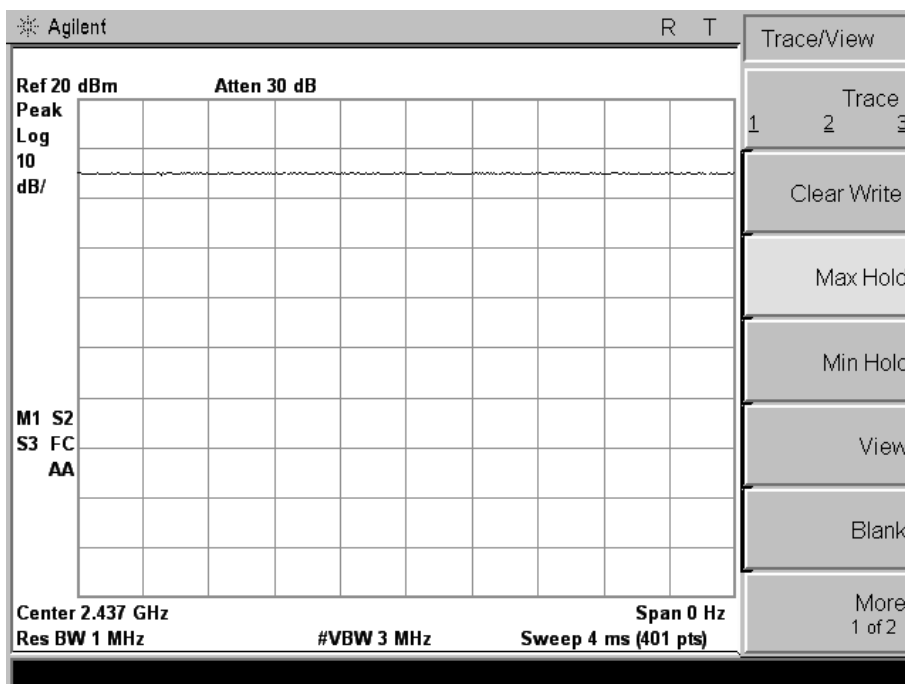 Agilent R T
Ref 20 dBm Atten 30 dB
Peak
Log
10
dB/
M1 S2
S3 FC
AA
Center 2.437 GHz Span 0 Hz
Res BW 1 MHz #VBW 3 MHz Sweep 4 ms (401 pts)
Trace/View
Trace
1 2 3
Clear Write
Max Hold
Min Hold
View
Blank
More
1 of 2